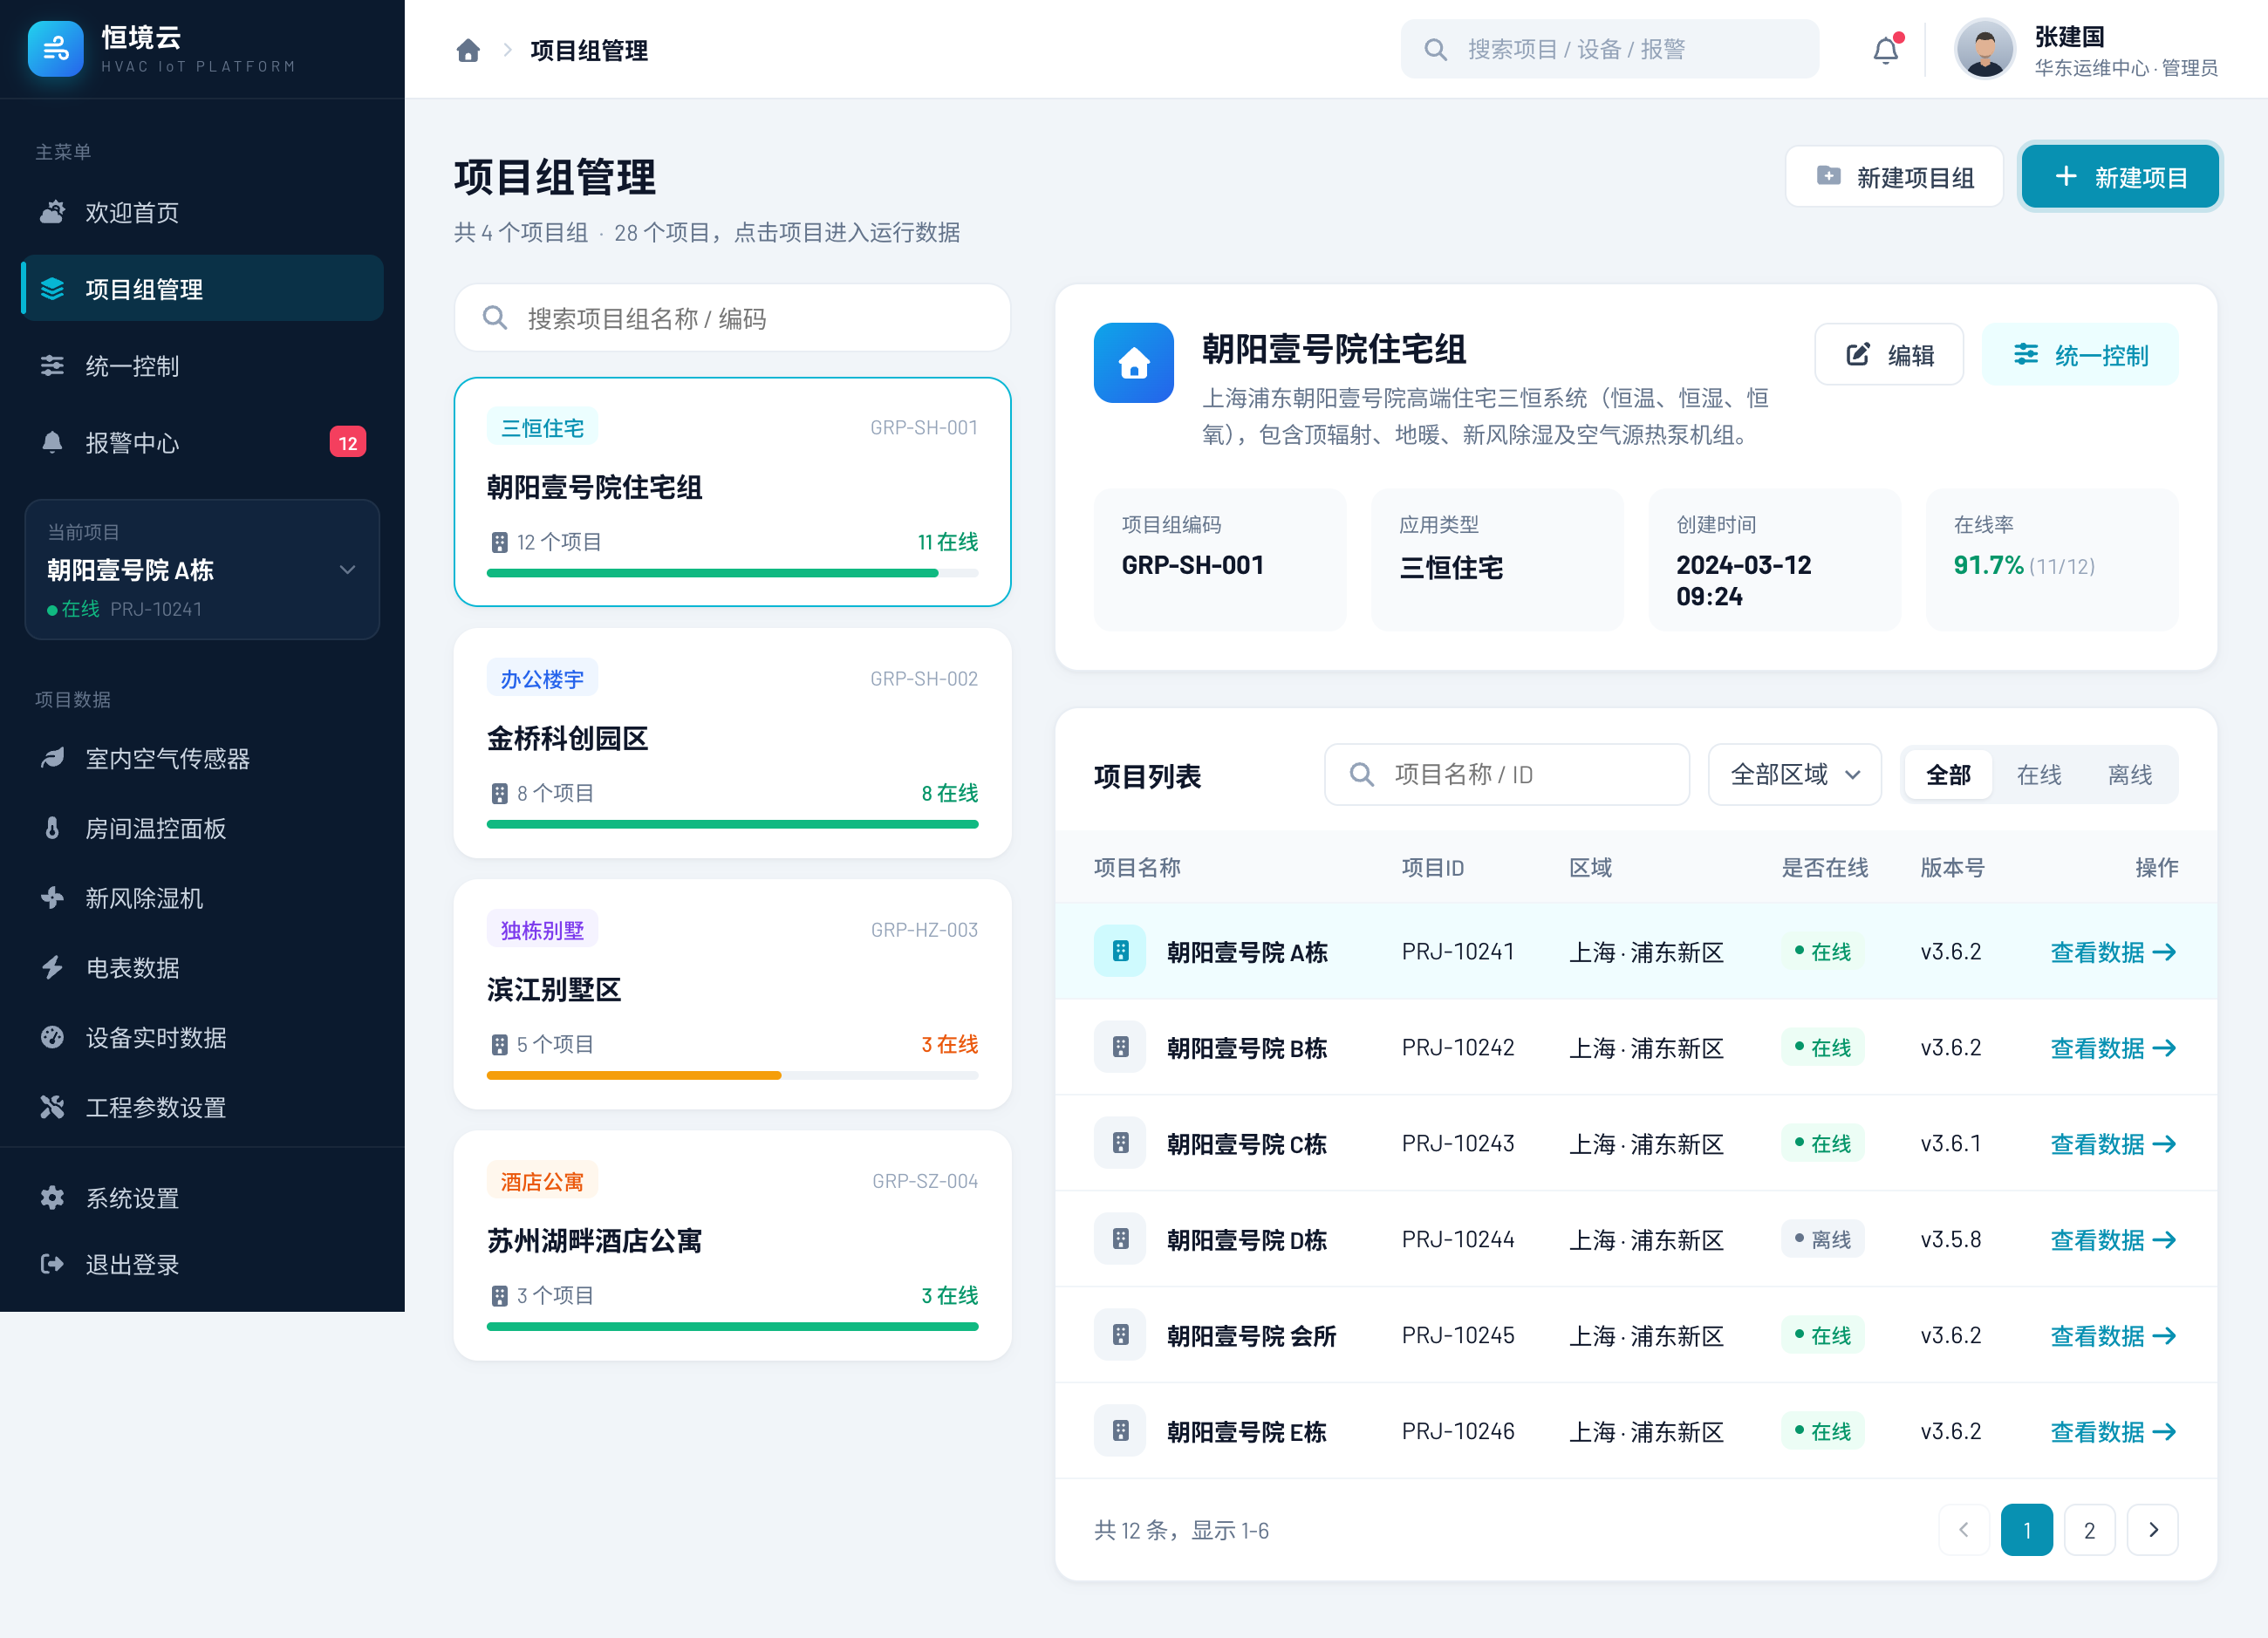 恒境云
HVAC IoT PLATFORM
主菜单
欢迎首页
项目组管理
统一控制
报警中心
12
当前项目
朝阳壹号院 A栋
在线 PRJ-10241
项目数据
室内空气传感器
房间温控面板
新风除湿机
电表数据
设备实时数据
工程参数设置
系统设置
退出登录
项目组管理
搜索项目 / 设备 / 报警
张建国
华东运维中心 · 管理员
项目组管理
共 4 个项目组 · 28 个项目，点击项目进入运行数据
新建项目组
新建项目
搜索项目组名称 / 编码
三恒住宅 GRP-SH-001
朝阳壹号院住宅组
12 个项目 11 在线
办公楼宇 GRP-SH-002
金桥科创园区
8 个项目 8 在线
独栋别墅 GRP-HZ-003
滨江别墅区
5 个项目 3 在线
酒店公寓 GRP-SZ-004
苏州湖畔酒店公寓
3 个项目 3 在线
朝阳壹号院住宅组
上海浦东朝阳壹号院高端住宅三恒系统（恒温、恒湿、恒
氧），包含顶辐射、地暖、新风除湿及空气源热泵机组。
编辑
统一控制
项目组编码
GRP-SH-001
应用类型
三恒住宅
创建时间
2024-03-12
09:24
在线率
91.7% (11/12)
项目列表
项目名称 / ID
全部区域
全部 在线 离线
项目名称 项目ID 区域 是否在线 版本号 操作
朝阳壹号院 A栋 PRJ-10241 上海 · 浦东新区 在线 v3.6.2 查看数据
朝阳壹号院 B栋 PRJ-10242 上海 · 浦东新区 在线 v3.6.2 查看数据
朝阳壹号院 C栋 PRJ-10243 上海 · 浦东新区 在线 v3.6.1 查看数据
朝阳壹号院 D栋 PRJ-10244 上海 · 浦东新区 离线 v3.5.8 查看数据
朝阳壹号院 会所 PRJ-10245 上海 · 浦东新区 在线 v3.6.2 查看数据
朝阳壹号院 E栋 PRJ-10246 上海 · 浦东新区 在线 v3.6.2 查看数据
共 12 条，显示 1-6
1 2